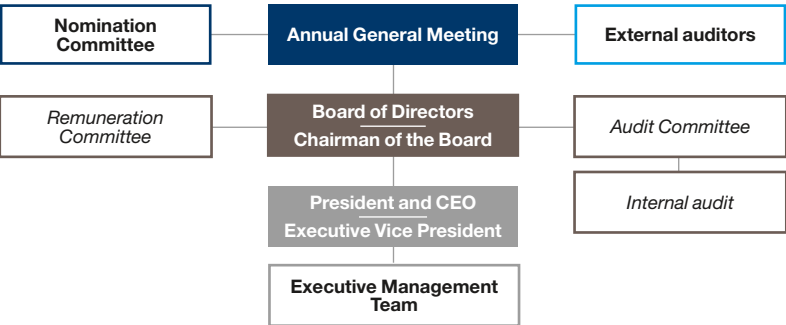 Nomination
Committee
Annual General Meeting
External auditors
Remuneration
Committee
Board of Directors
Chairman of the Board
Audit Committee
President and CEO
Executive Vice President
Internal audit
Executive Management
Team